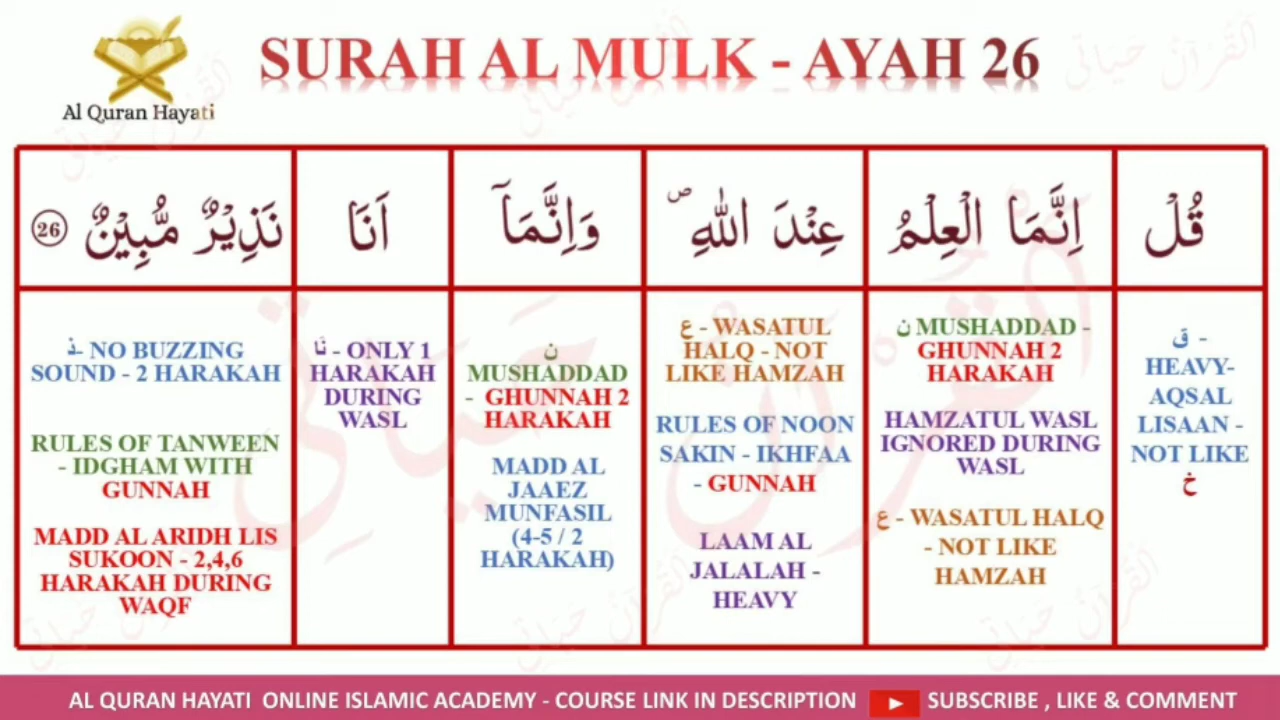 Al Quran Hayati
SURAH AL MULK - AYAH 26
قُلْ
اِنَّمَا الْعِلْمُ
عِنْدَ اللّٰهِ ۖ
وَاِنَّمَاۤ
اَنَا
نَذِيْرٌ مُّبِيْنٌ 26
ق -
HEAVY-
AQSAL
LISAAN -
NOT LIKE
خ
ن MUSHADDAD -
GHUNNAH 2
HARAKAH
HAMZATUL WASL
IGNORED DURING
WASL
ع - WASATUL HALQ
- NOT LIKE
HAMZAH
ع - WASATUL
HALQ - NOT
LIKE HAMZAH
RULES OF NOON
SAKIN - IKHFAA
- GUNNAH
LAAM AL
JALALAH -
HEAVY
ن
MUSHADDAD
- GHUNNAH 2
HARAKAH
MADD AL
JAAEZ
MUNFASIL
(4-5 / 2
HARAKAH)
نَا - ONLY 1
HARAKAH
DURING
WASL
ذ- NO BUZZING
SOUND - 2 HARAKAH
RULES OF TANWEEN
- IDGHAM WITH
GUNNAH
MADD AL ARIDH LIS
SUKOON - 2,4,6
HARAKAH DURING
WAQF
القُرْآن حَيَاتِي
AL QURAN HAYATI ONLINE ISLAMIC ACADEMY - COURSE LINK IN DESCRIPTION SUBSCRIBE , LIKE & COMMENT